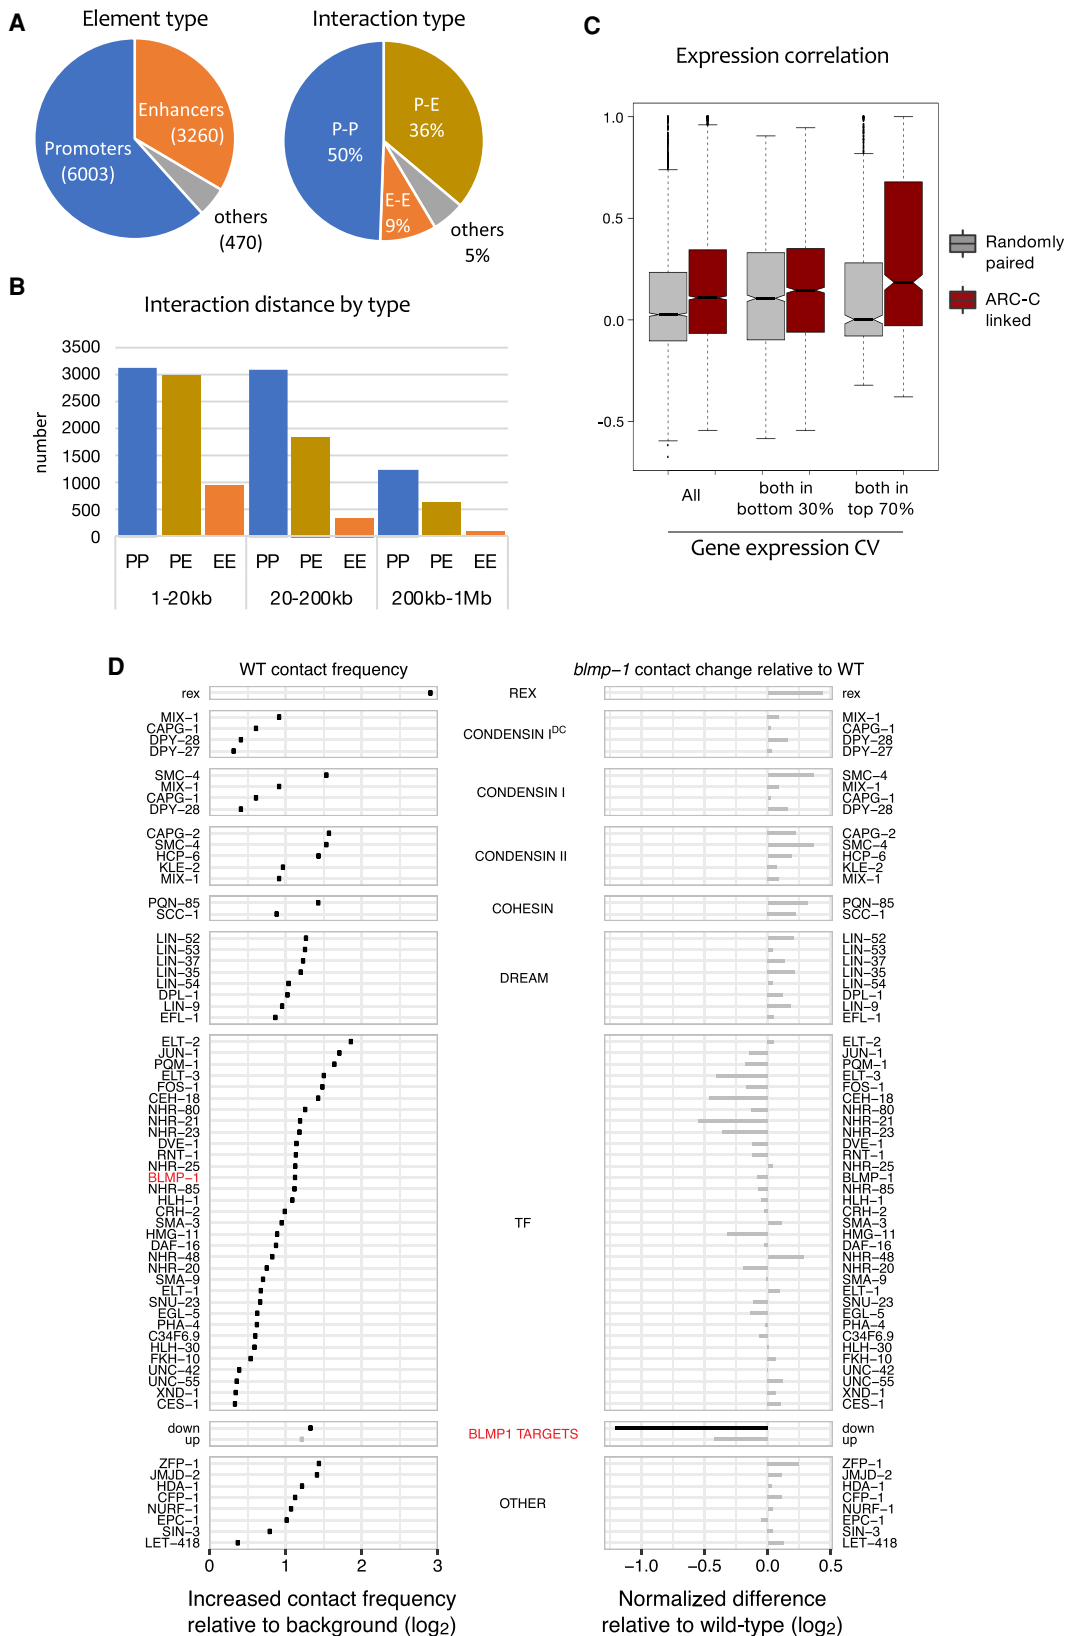 A
Element type
Enhancers
(3260)
Promoters
(6003)
others
(470)
Interaction type
P-E
36%
P-P
50%
E-E
9%
others
5%
B
Interaction distance by type
number
3500
3000
2500
2000
1500
1000
500
0
PP PE EE PP PE EE PP PE EE
1-20kb 20-200kb 200kb-1Mb
C
Expression correlation
1.0
0.5
0.0
-0.5
Randomly
paired
ARC-C
linked
All
both in
bottom 30%
both in
top 70%
Gene expression CV
D
WT contact frequency
blmp-1 contact change relative to WT
rex REX rex
MIX-1 MIX-1
CAPG-1 CAPG-1
CONDENSIN I^DC
DPY-28 DPY-28
DPY-27 DPY-27
SMC-4 SMC-4
MIX-1 MIX-1
CONDENSIN I
CAPG-1 CAPG-1
DPY-28 DPY-28
CAPG-2 CAPG-2
SMC-4 SMC-4
HCP-6 CONDENSIN II HCP-6
KLE-2 KLE-2
MIX-1 MIX-1
PQN-85 PQN-85
COHESIN
SCC-1 SCC-1
LIN-52 LIN-52
LIN-53 LIN-53
LIN-37 LIN-37
LIN-35 LIN-35
DREAM
LIN-54 LIN-54
DPL-1 DPL-1
LIN-9 LIN-9
EFL-1 EFL-1
ELT-2 ELT-2
JUN-1 JUN-1
PQM-1 PQM-1
ELT-3 ELT-3
FOS-1 FOS-1
CEH-18 CEH-18
NHR-80 NHR-80
NHR-21 NHR-21
NHR-23 NHR-23
DVE-1 DVE-1
RNT-1 RNT-1
NHR-25 NHR-25
BLMP-1 BLMP-1
NHR-85 NHR-85
HLH-1 HLH-1
CRH-2 CRH-2
SMA-3 TF SMA-3
HMG-11 HMG-11
DAF-16 DAF-16
NHR-48 NHR-48
NHR-20 NHR-20
SMA-9 SMA-9
ELT-1 ELT-1
SNU-23 SNU-23
EGL-5 EGL-5
PHA-4 PHA-4
C34F6.9 C34F6.9
HLH-30 HLH-30
FKH-10 FKH-10
UNC-42 UNC-42
UNC-55 UNC-55
XND-1 XND-1
CES-1 CES-1
down down
BLMP1 TARGETS
up up
ZFP-1 ZFP-1
JMJD-2 JMJD-2
HDA-1 HDA-1
CFP-1 CFP-1
OTHER
NURF-1 NURF-1
EPC-1 EPC-1
SIN-3 SIN-3
LET-418 LET-418
0 1 2 3
-1.0 -0.5 0.0 0.5
Increased contact frequency
relative to background (log2)
Normalized difference
relative to wild-type (log2)